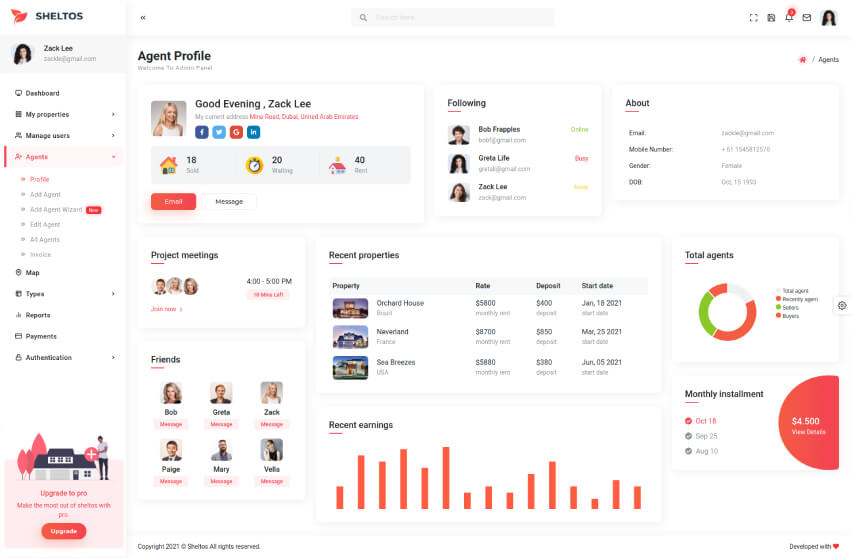 SHELTOS
«
Search here..
3
Zack Lee
zackle@gmail.com
Dashboard
My properties
Manage users
Agents
Profile
Add Agent
Add Agent Wizard New
Edit Agent
All Agents
Invoice
Map
Types
Reports
Payments
Authentication
Upgrade to pro
Make the most out of sheltos with
pro.
Upgrade
Agent Profile
Welcome To Admin Panel
/ Agents
Good Evening , Zack Lee
My current address Mina Road, Dubai, United Arab Emirates
18
Sold
20
Waiting
40
Rent
Email
Message
Following
Bob Frapples
bobf@gmail.com
Online
Greta Life
gretal@gmail.com
Busy
Zack Lee
zack@gmail.com
Away
About
Email: zackle@gmail.com
Mobile Number: + 61 1545812570
Gender: Female
DOB: Oct, 15 1993
Project meetings
4:00 - 5:00 PM
18 Mins Left
Join now >
Friends
Bob Greta Zack
Message Message Message
Paige Mary Vella
Message Message Message
Recent properties
Property Rate Deposit Start date
Orchard House $5800 $400 Jan, 18 2021
Brazil monthly rent deposit start date
Neverland $8700 $850 Mar, 25 2021
France monthly rent deposit start date
Sea Breezes $5880 $380 Jun, 05 2021
USA monthly rent deposit start date
Recent earnings
Total agents
Total agent
Recently agent
Sellers
Buyers
Monthly installment
Oct 18
Sep 25
Aug 10
$4.500
View Details
Copyright 2021 © Sheltos All rights reserved.
Developed with